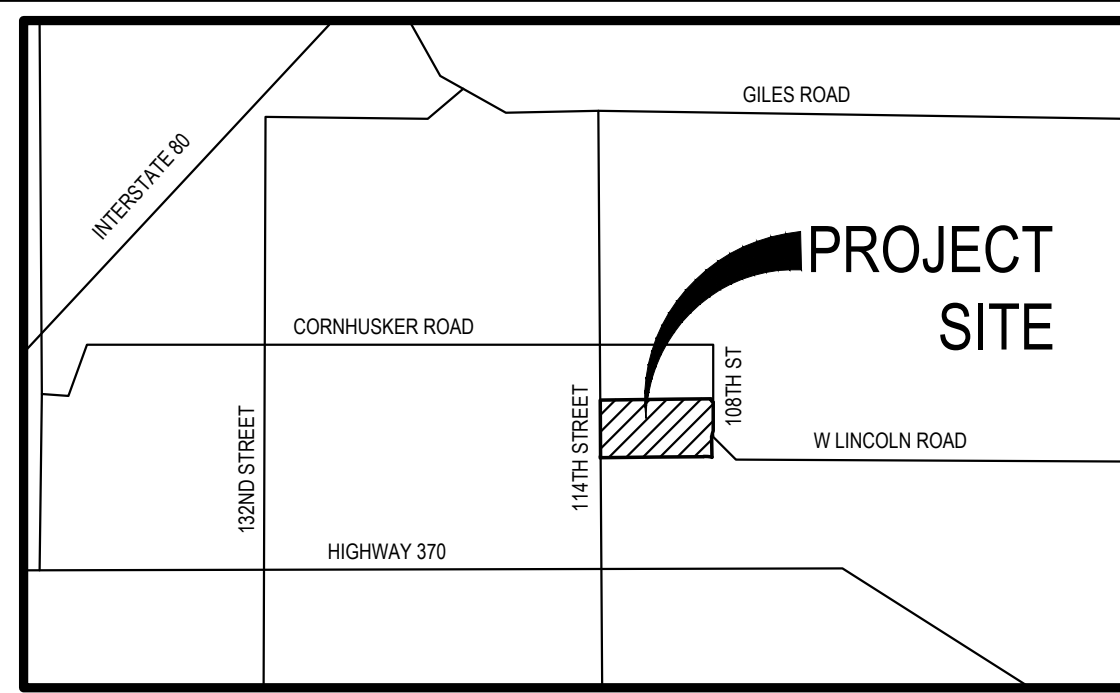 GILES ROAD
INTERSTATE 80
PROJECT
SITE
CORNHUSKER ROAD
108TH ST
114TH STREET
132ND STREET
W LINCOLN ROAD
HIGHWAY 370